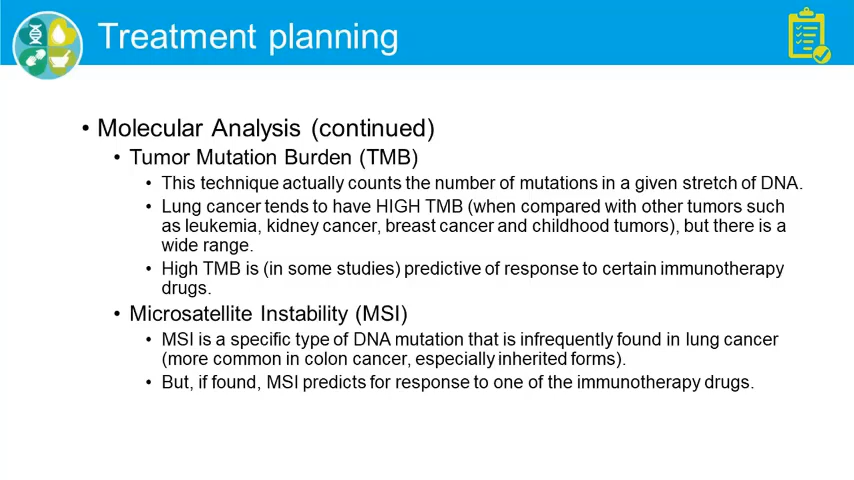 Treatment planning
• Molecular Analysis (continued)
• Tumor Mutation Burden (TMB)
• This technique actually counts the number of mutations in a given stretch of DNA.
• Lung cancer tends to have HIGH TMB (when compared with other tumors such
as leukemia, kidney cancer, breast cancer and childhood tumors), but there is a
wide range.
• High TMB is (in some studies) predictive of response to certain immunotherapy
drugs.
• Microsatellite Instability (MSI)
• MSI is a specific type of DNA mutation that is infrequently found in lung cancer
(more common in colon cancer, especially inherited forms).
• But, if found, MSI predicts for response to one of the immunotherapy drugs.